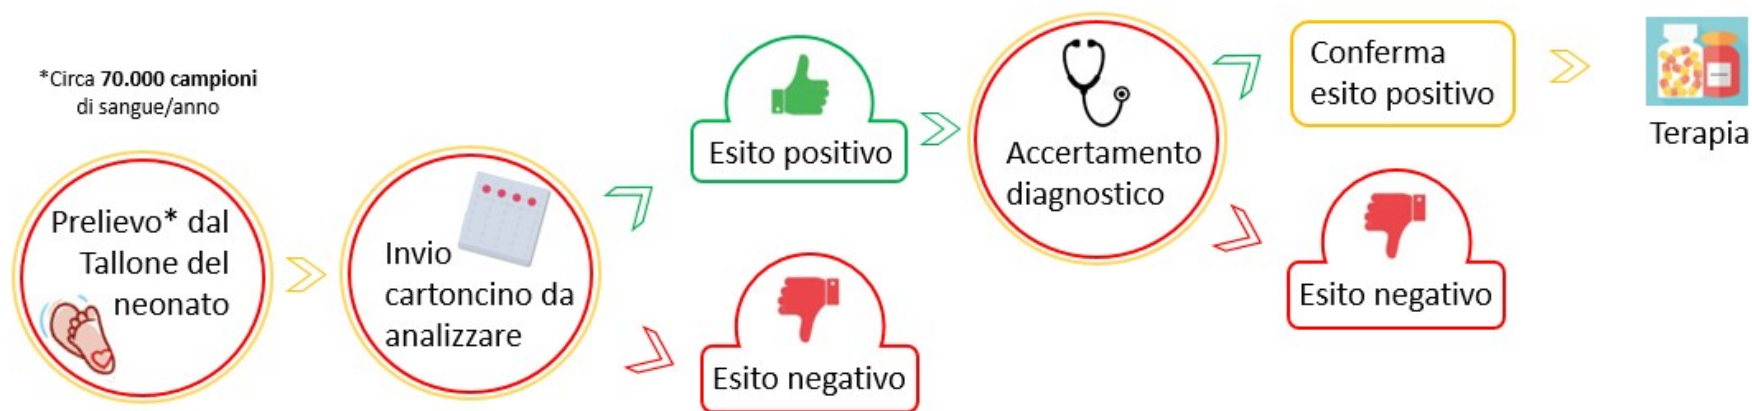 *Circa 70.000 campioni
di sangue/anno
Prelievo* dal
Tallone del
neonato
Invio
cartoncino da
analizzare
Esito positivo
Esito negativo
Accertamento
diagnostico
Conferma
esito positivo
Esito negativo
Terapia